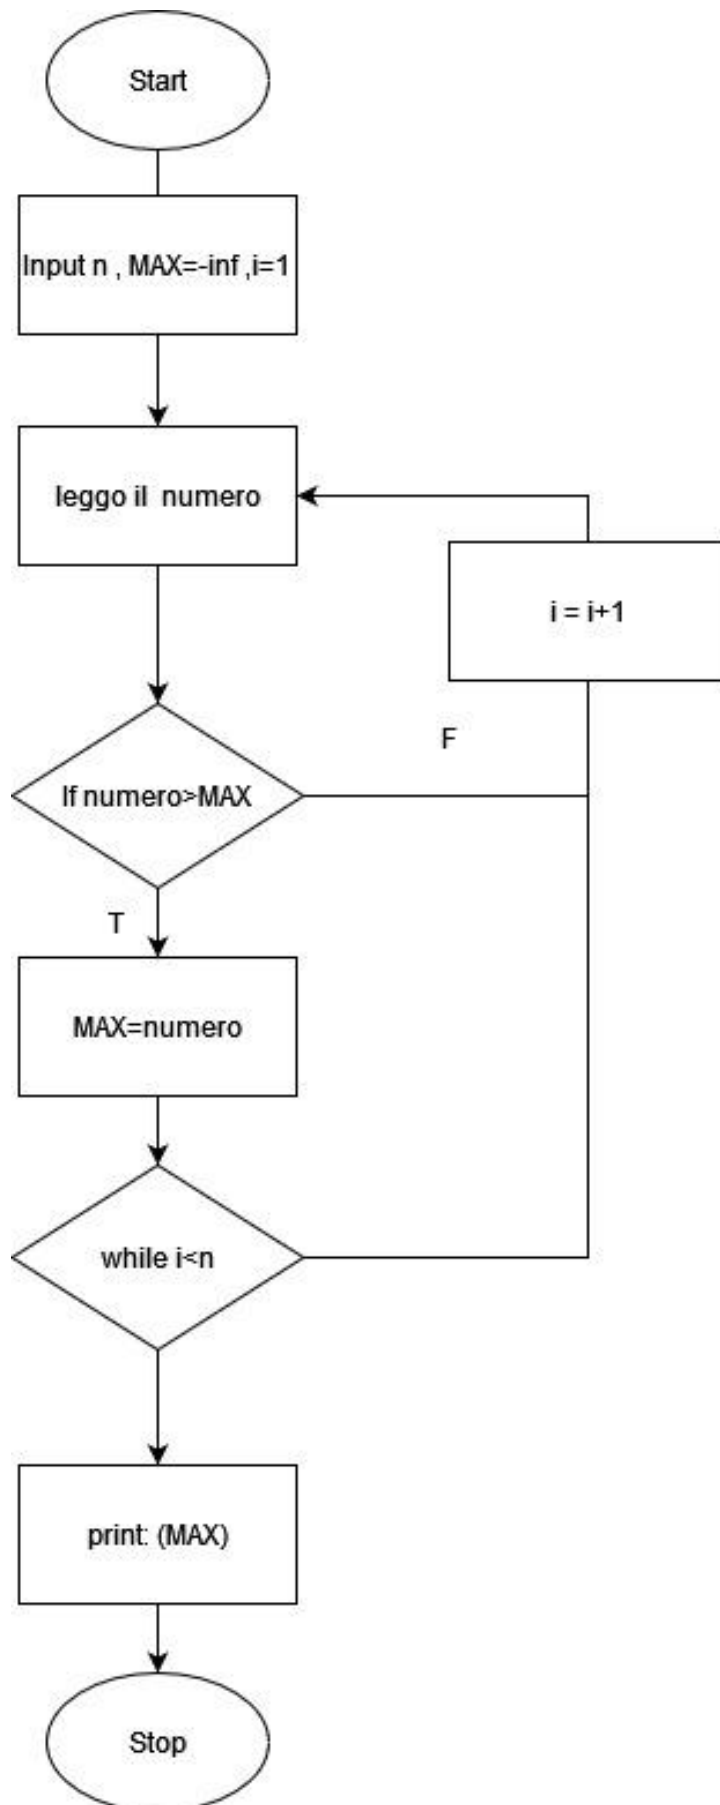 Start
Input n , MAX=-inf ,i=1
leggo il  numero
i = i+1
F
If numero>MAX
T
MAX=numero
while i<n
print: (MAX)
Stop